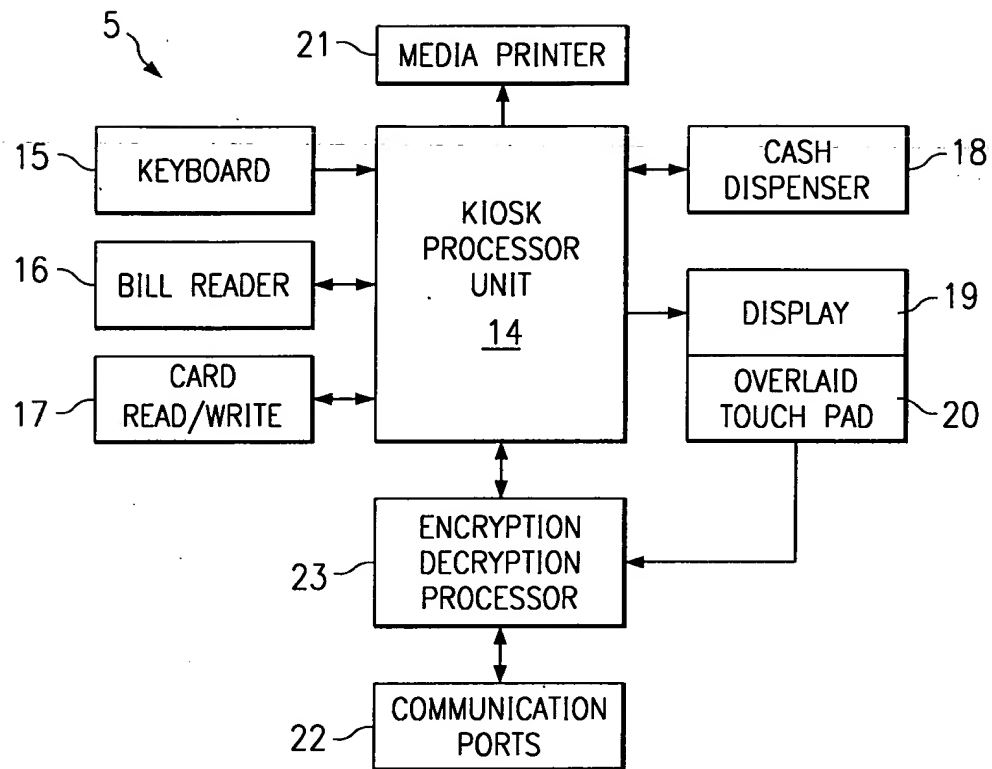 5
21
MEDIA PRINTER
15
KEYBOARD
16
BILL READER
17
CARD
READ/WRITE
KIOSK
PROCESSOR
UNIT
14
CASH
DISPENSER
18
DISPLAY
19
OVERLAID
TOUCH PAD
20
23
ENCRYPTION
DECRYPTION
PROCESSOR
22
COMMUNICATION
PORTS